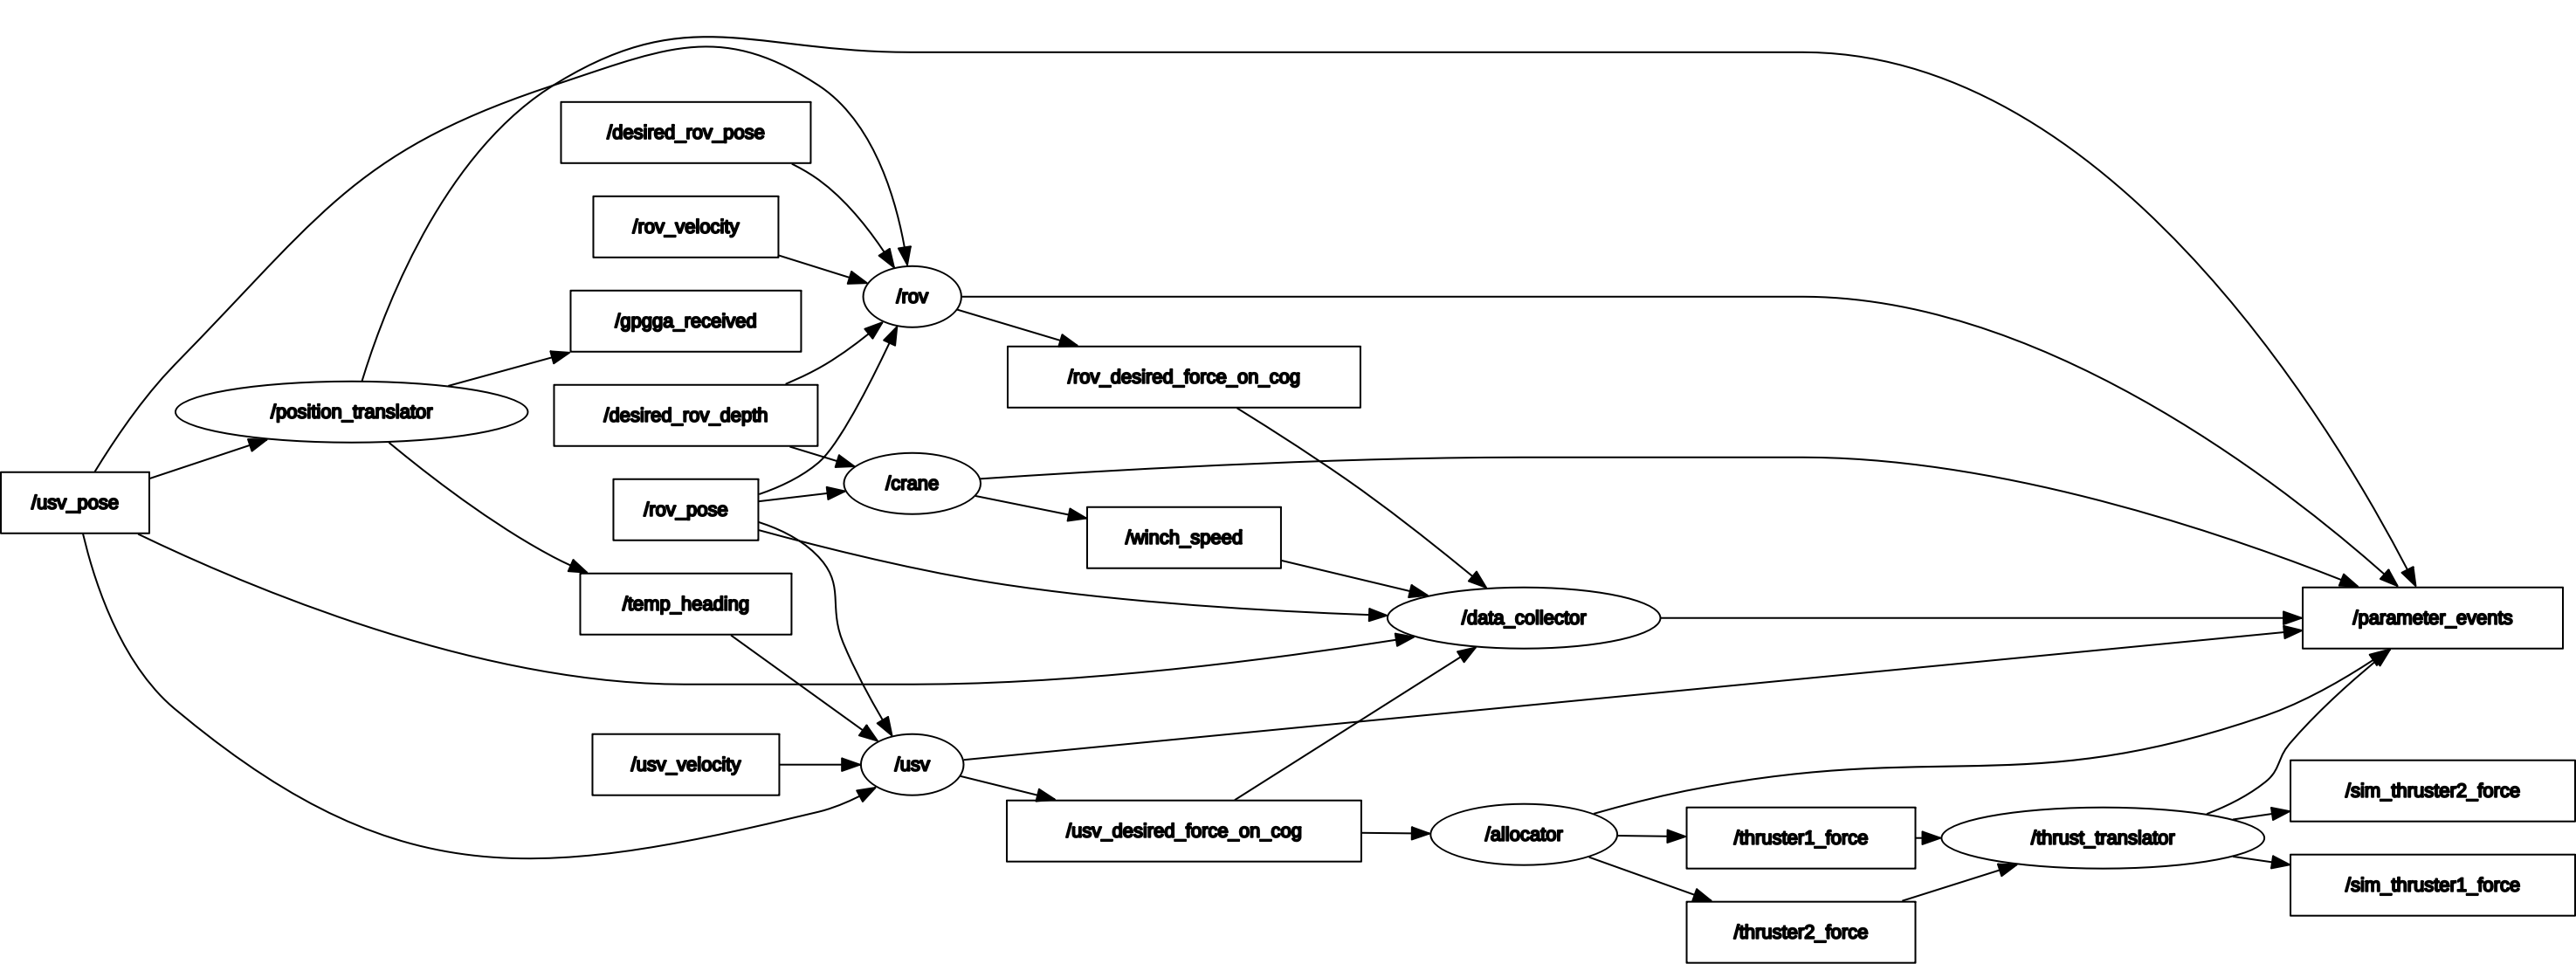 /desired_rov_pose
/rov_velocity
/rov
/gpgga_received
/rov_desired_force_on_cog
/position_translator
/desired_rov_depth
/crane
/usv_pose
/rov_pose
/winch_speed
/temp_heading
/data_collector
/parameter_events
/usv_velocity
/usv
/sim_thruster2_force
/usv_desired_force_on_cog
/allocator
/thruster1_force
/thrust_translator
/sim_thruster1_force
/thruster2_force